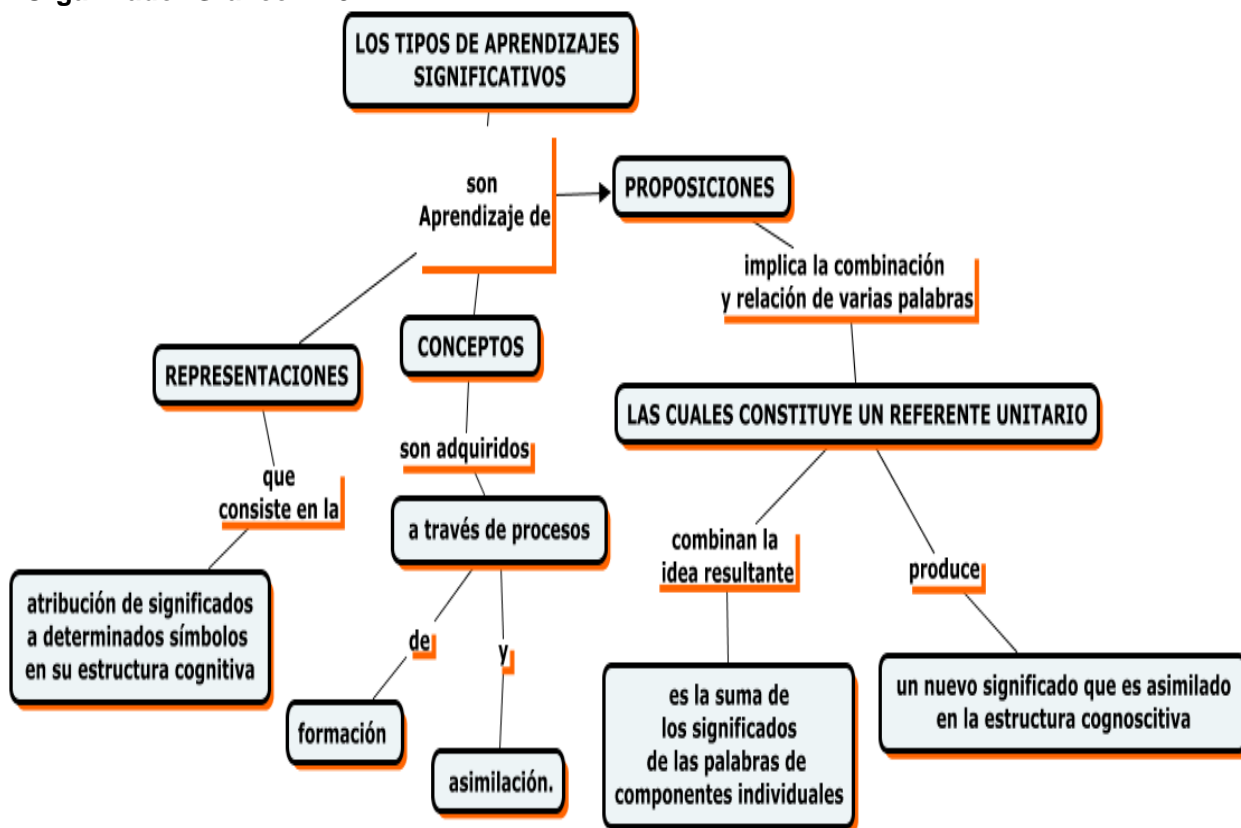 LOS TIPOS DE APRENDIZAJES
SIGNIFICATIVOS
son
Aprendizaje de
PROPOSICIONES
implica la combinación
y relación de varias palabras
CONCEPTOS
REPRESENTACIONES
LAS CUALES CONSTITUYE UN REFERENTE UNITARIO
son adquiridos
que
consiste en la
a través de procesos
combinan la
idea resultante
produce
atribución de significados
a determinados símbolos
en su estructura cognitiva
de
y
formación
asimilación.
es la suma de
los significados
de las palabras de
componentes individuales
un nuevo significado que es asimilado
en la estructura cognoscitiva